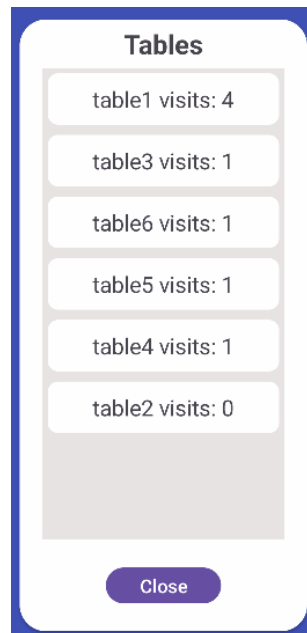 Tables
table1 visits: 4
table3 visits: 1
table6 visits: 1
table5 visits: 1
table4 visits: 1
table2 visits: 0
Close